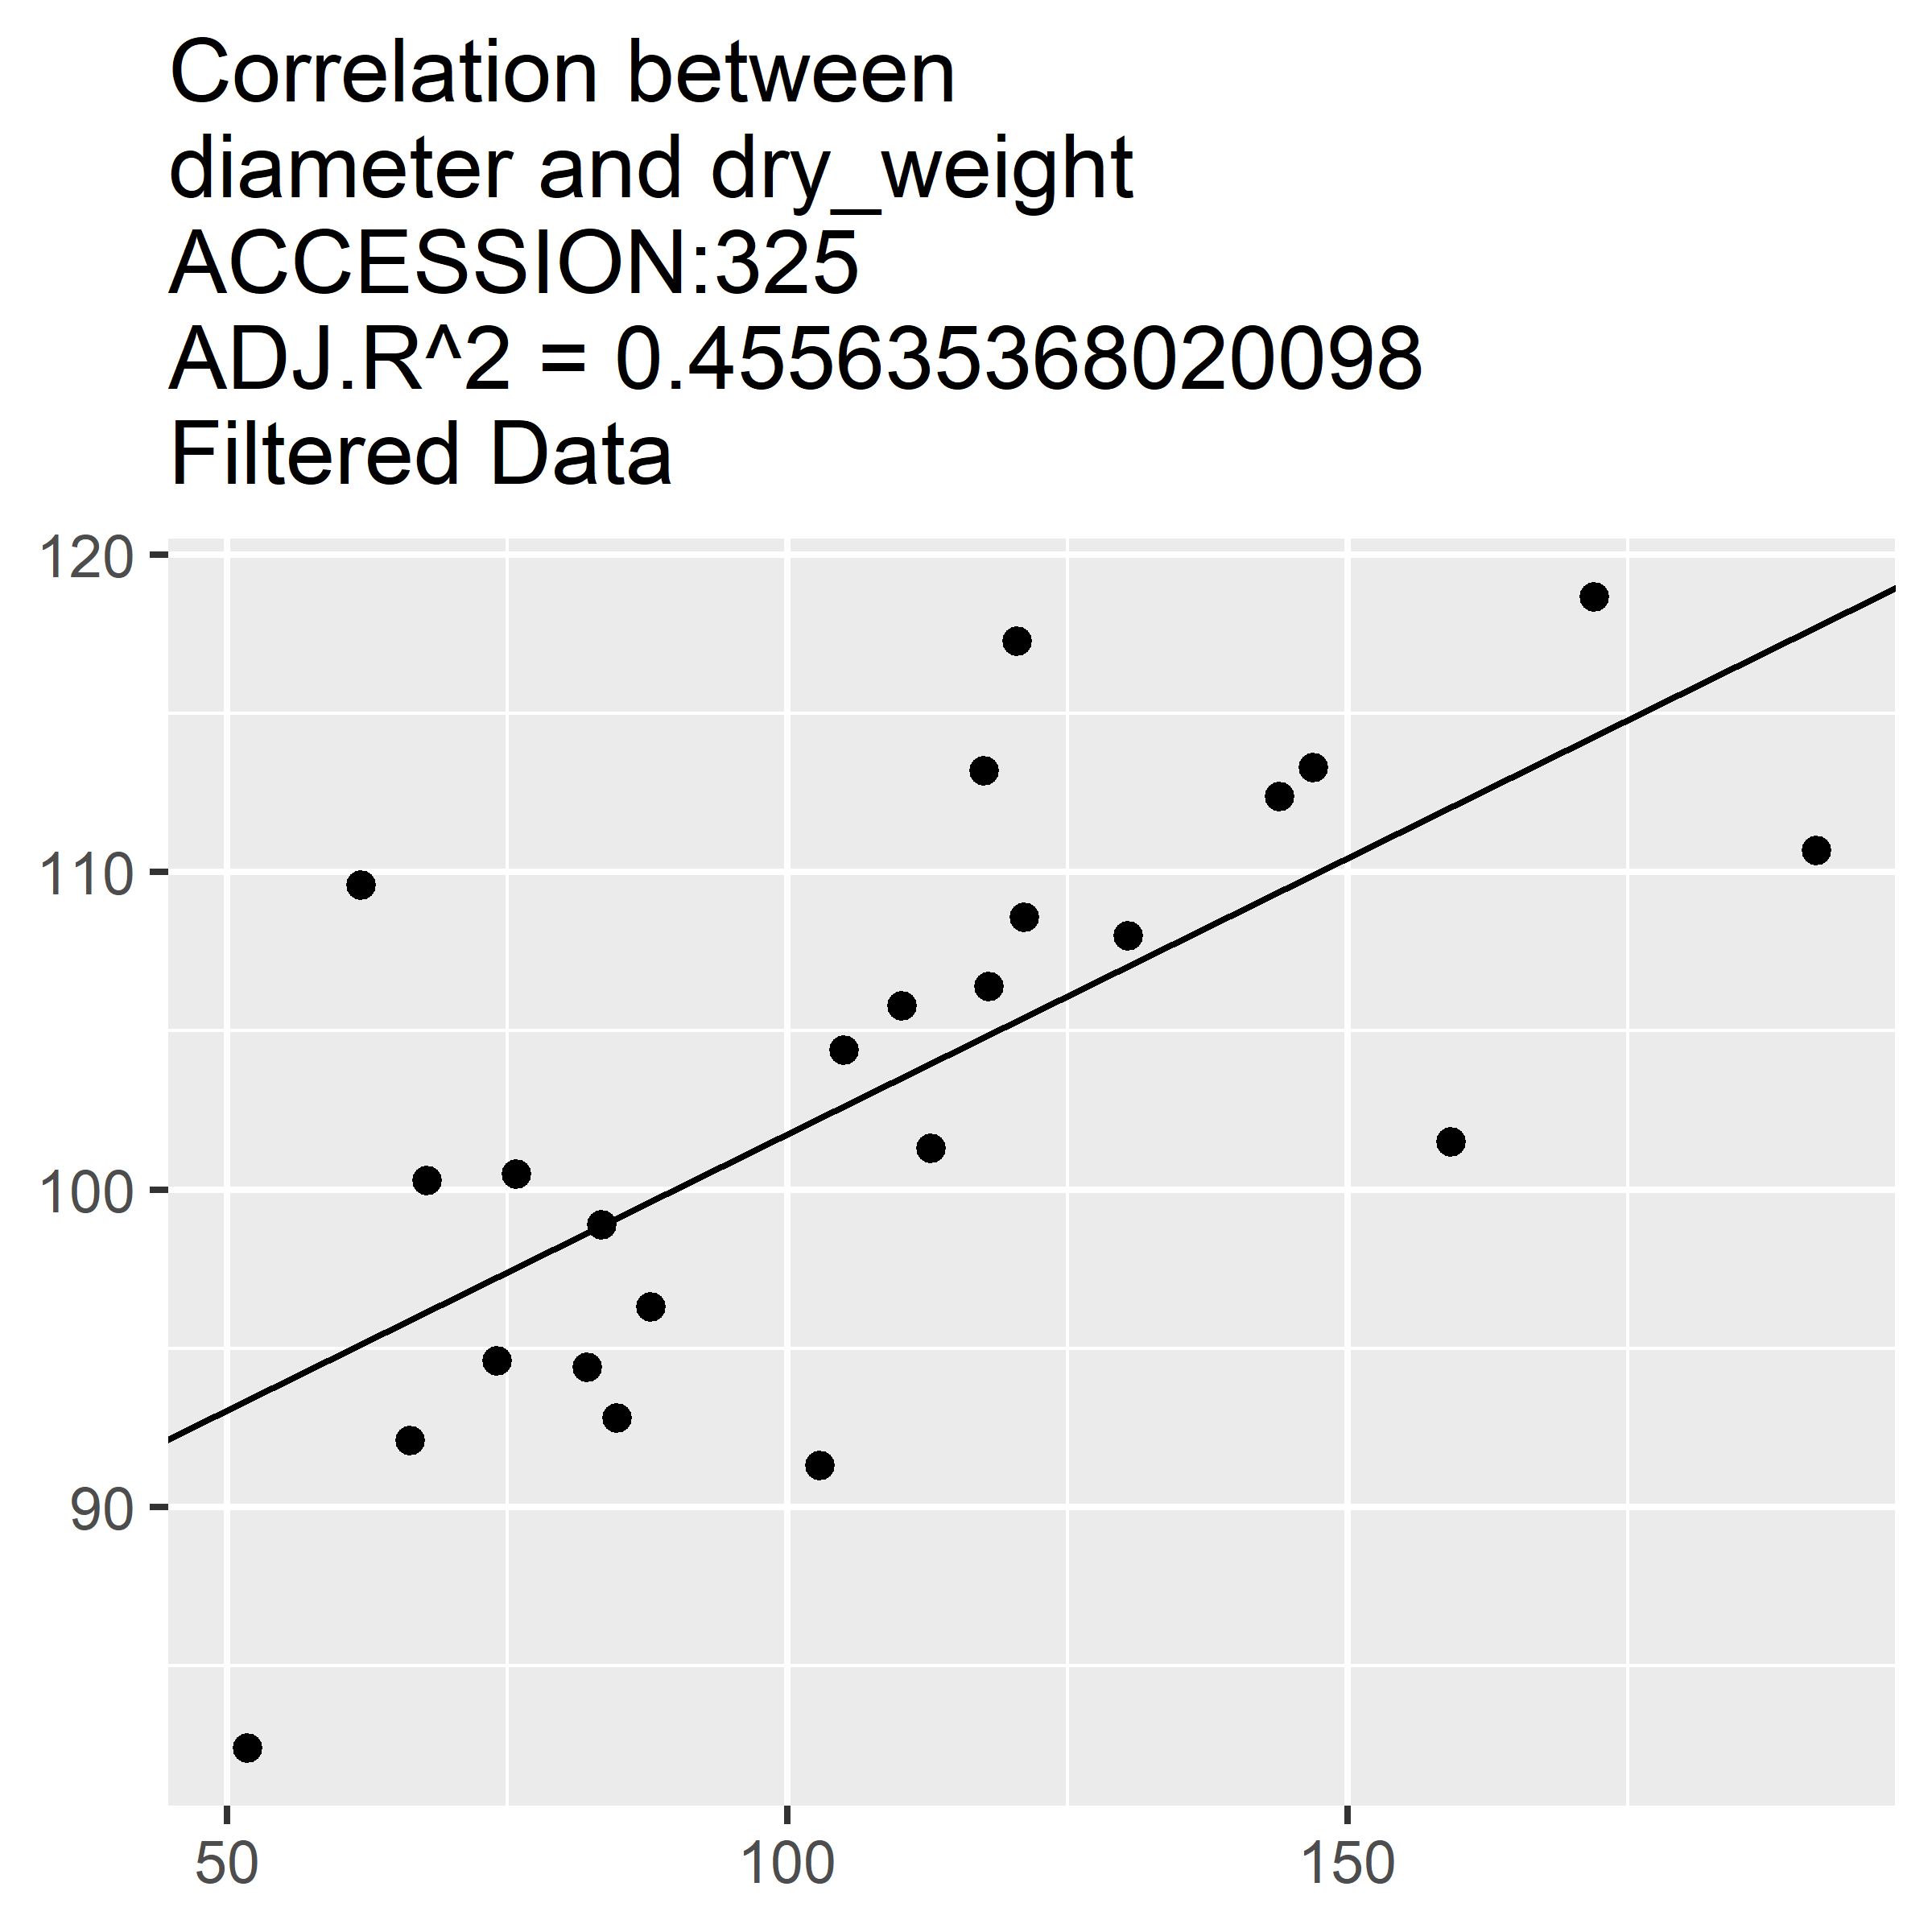 Correlation between
diameter and dry_weight
ACCESSION:325
ADJ.R^2 = 0.455635368020098
Filtered Data
120
110
100
90
50
100
150